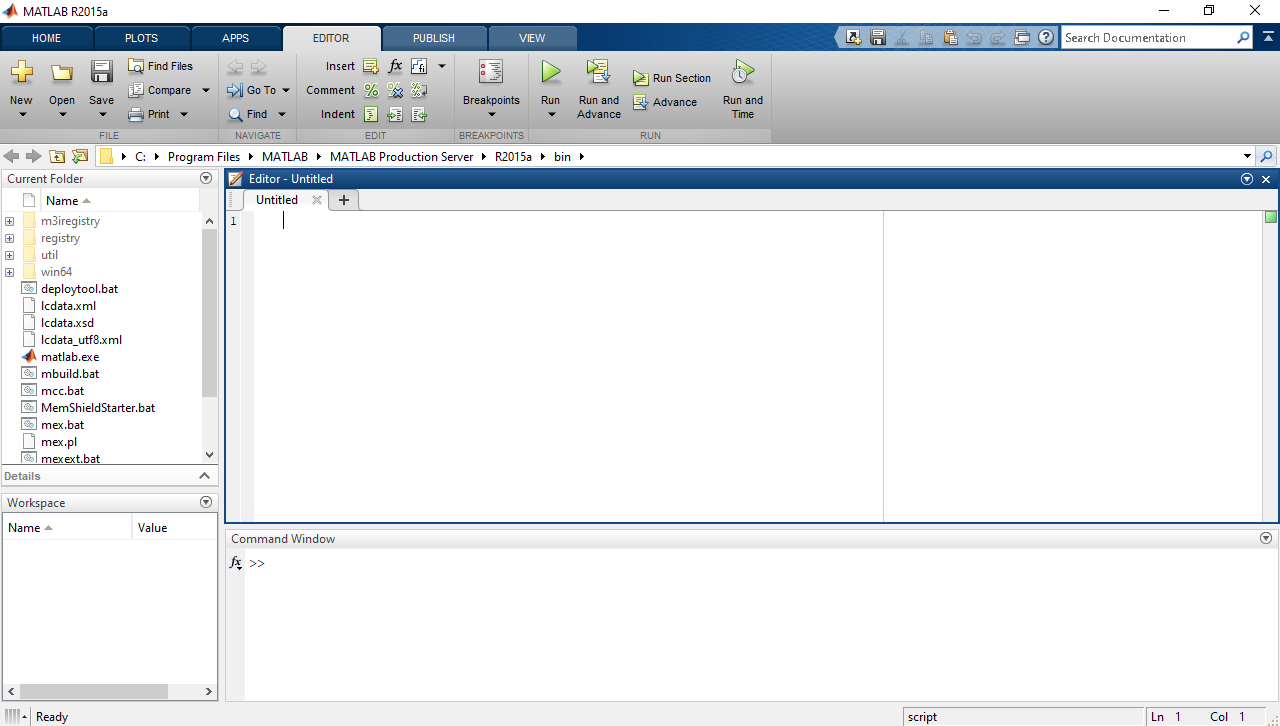 MATLAB R2015a
HOME PLOTS APPS EDITOR PUBLISH VIEW Search Documentation
New Open Save Find Files Compare Print
Go To Find
Insert Comment Indent
Breakpoints
Run Run and Advance Run Section Advance Run and Time
FILE NAVIGATE EDIT BREAKPOINTS RUN
C: Program Files MATLAB MATLAB Production Server R2015a bin
Current Folder
Name
m3iregistry
registry
util
win64
deploytool.bat
lcdata.xml
lcdata.xsd
lcdata_utf8.xml
matlab.exe
mbuild.bat
mcc.bat
MemShieldStarter.bat
mex.bat
mex.pl
mexext.bat
Details
Workspace
Name Value
Editor - Untitled
Untitled
1
Command Window
fx >>
Ready script Ln 1 Col 1